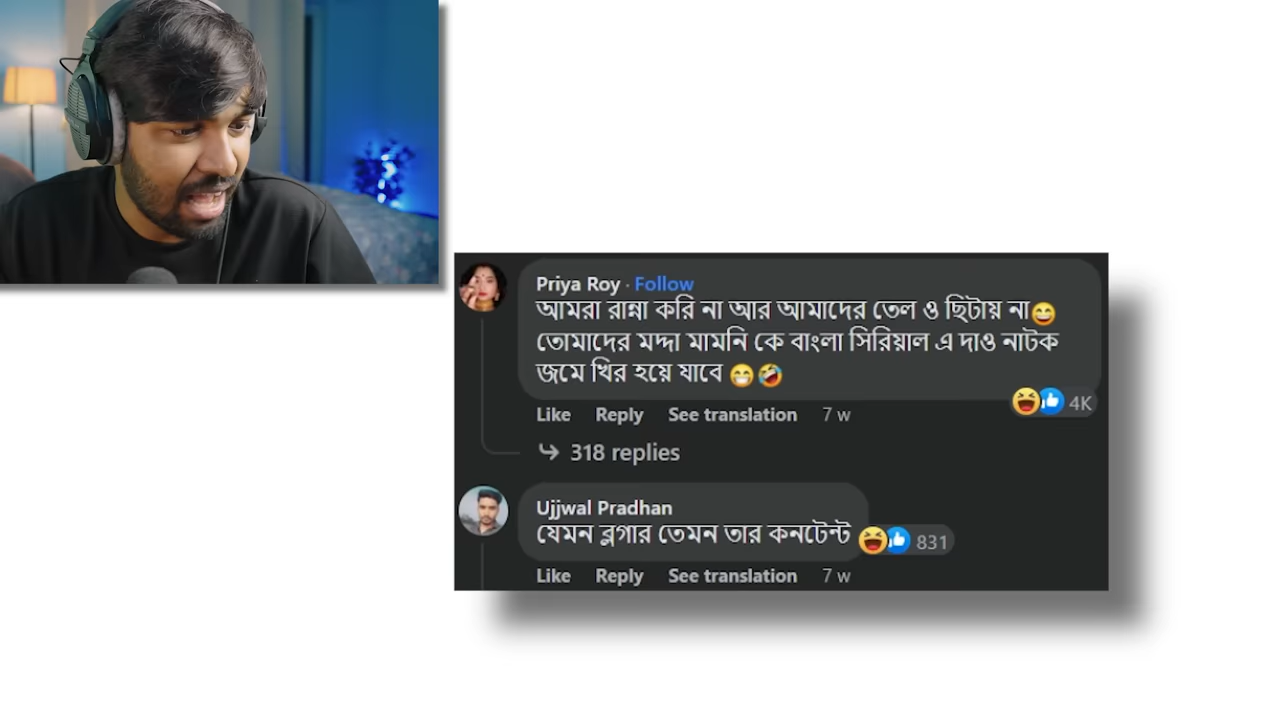 Priya Roy · Follow
আমরা রান্না করি না আর আমাদের তেল ও ছিটায় না😄
তোমাদের মদ্দা মামনি কে বাংলা সিরিয়াল এ দাও নাটক
জমে খির হয়ে যাবে 😁🤣
4K
Like Reply See translation 7 w
318 replies
Ujjwal Pradhan
যেমন ব্লগার তেমন তার কনটেন্ট
831
Like Reply See translation 7 w